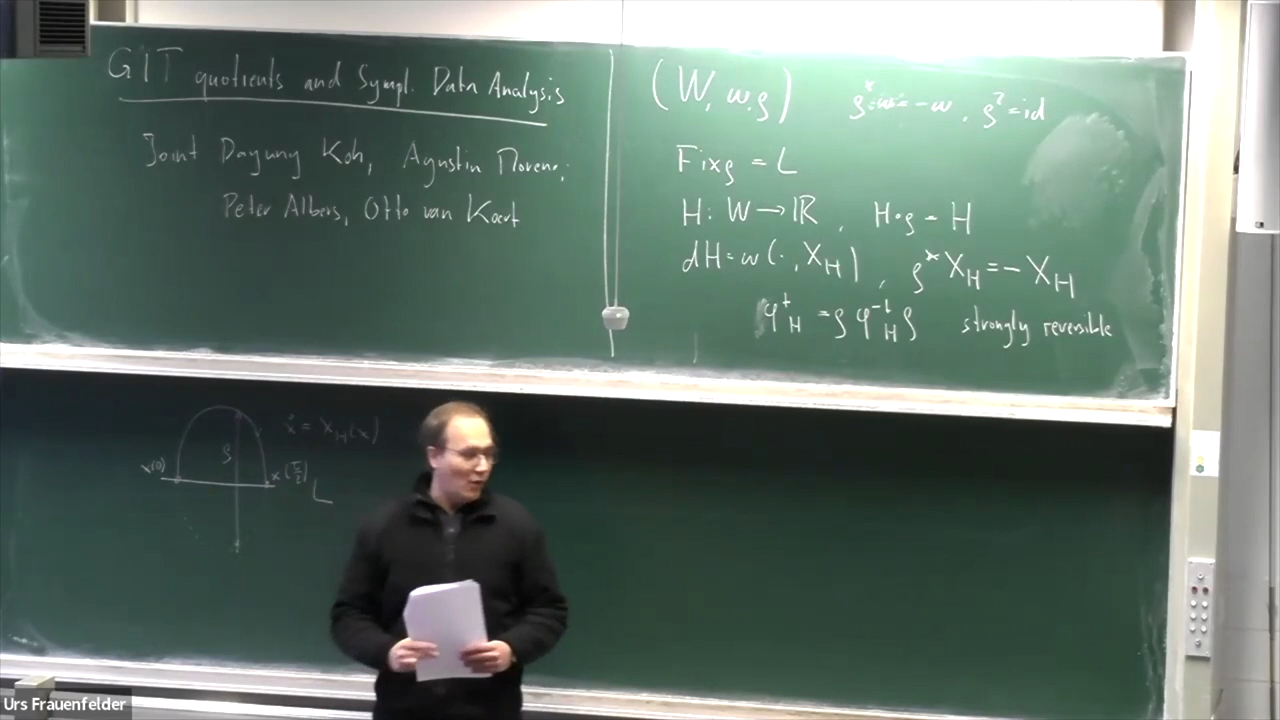 GIT quotients and Sympl. Data Analysis
Joint Dayung Koh, Agustin Moreno,
Peter Albers, Otto van Koert
(W, ω, ρ) ρ*ω = -ω, ρ² = id
Fix ρ = L
H: W → ℝ, H∘ρ = H
dH = ω(·, X_H), ρ* X_H = - X_H
φ^t_H = ρ φ^{-t}_H ρ strongly reversible
ẋ = X_H(x)
ρ
x(0)
x(τ/2)
L
Urs Frauenfelder